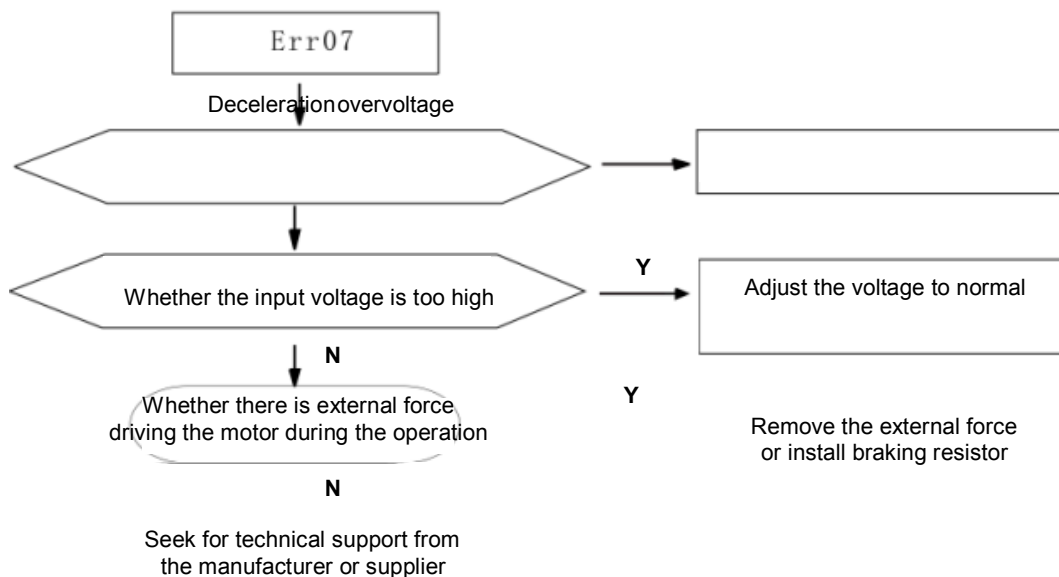 Err07
Deceleration overvoltage
Y
Whether the input voltage is too high
Adjust the voltage to normal
N
Y
Whether there is external force
driving the motor during the operation
Remove the external force
or install braking resistor
N
Seek for technical support from
the manufacturer or supplier